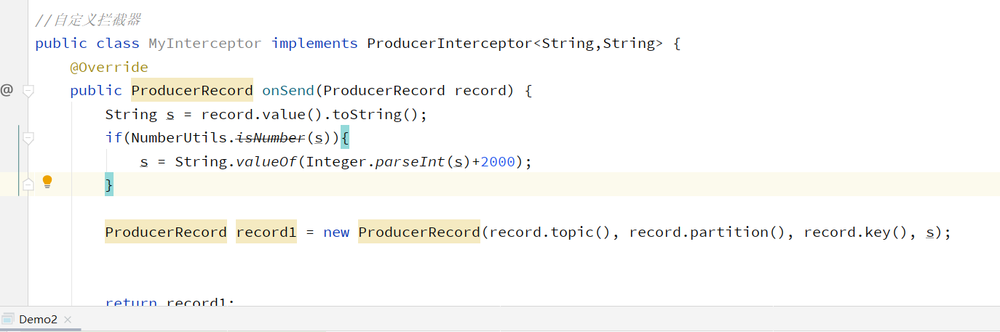 //自定义拦截器
public class MyInterceptor implements ProducerInterceptor<String,String> {
@Override
@
public ProducerRecord onSend(ProducerRecord record) {
String s = record.value().toString();
if(NumberUtils.isNumber(s)){
s = String.valueOf(Integer.parseInt(s)+2000);
}
ProducerRecord record1 = new ProducerRecord(record.topic(), record.partition(), record.key(), s);
return record1;
Demo2